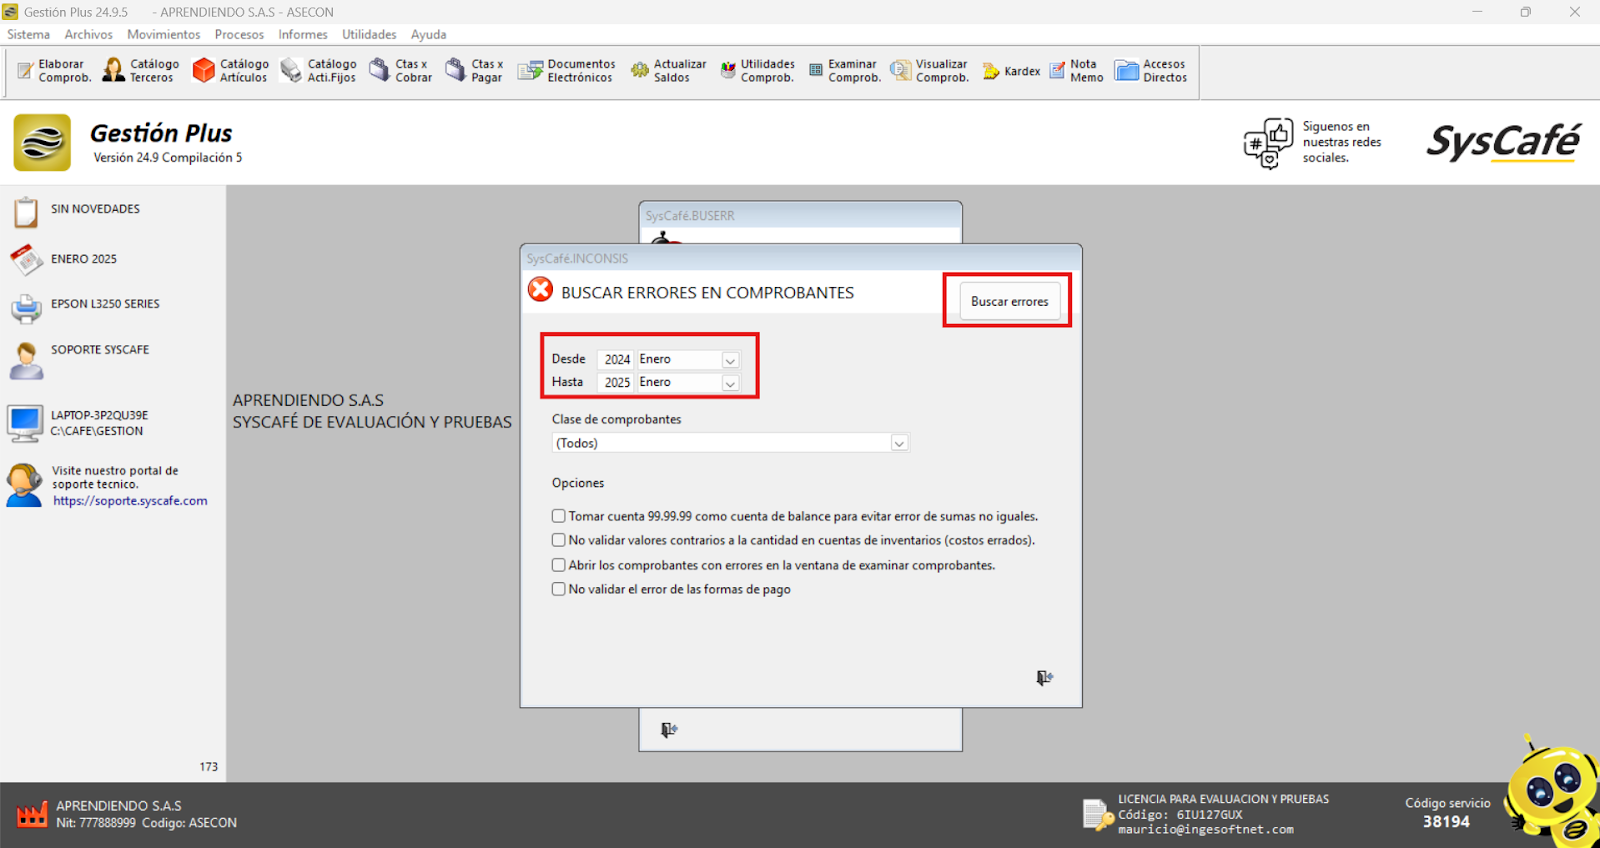 Gestión Plus 24.9.5 - APRENDIENDO S.A.S - ASECON
Sistema Archivos Movimientos Procesos Informes Utilidades Ayuda
Elaborar Comprob.
Catálogo Terceros
Catálogo Artículos
Catálogo Acti.Fijos
Ctas x Cobrar
Ctas x Pagar
Documentos Electrónicos
Actualizar Saldos
Utilidades Comprob.
Examinar Comprob.
Visualizar Comprob.
Kardex
Nota Memo
Accesos Directos
Gestión Plus
Versión 24.9 Compilación 5
Siguenos en
nuestras redes
sociales.
SysCafé
SIN NOVEDADES
ENERO 2025
EPSON L3250 SERIES
SOPORTE SYSCAFE
LAPTOP-3P2QU39E
C:\CAFE\GESTION
Visite nuestro portal de
soporte tecnico.
https://soporte.syscafe.com
173
APRENDIENDO S.A.S
SYSCAFÉ DE EVALUACIÓN Y PRUEBAS
SysCafé.BUSERR
SysCafé.INCONSIS
BUSCAR ERRORES EN COMPROBANTES
Buscar errores
Desde 2024 Enero
Hasta 2025 Enero
Clase de comprobantes
(Todos)
Opciones
Tomar cuenta 99.99.99 como cuenta de balance para evitar error de sumas no iguales.
No validar valores contrarios a la cantidad en cuentas de inventarios (costos errados).
Abrir los comprobantes con errores en la ventana de examinar comprobantes.
No validar el error de las formas de pago
APRENDIENDO S.A.S
Nit: 777888999 Codigo: ASECON
LICENCIA PARA EVALUACION Y PRUEBAS
Código: 6IU127GUX
mauricio@ingesoftnet.com
Código servicio
38194